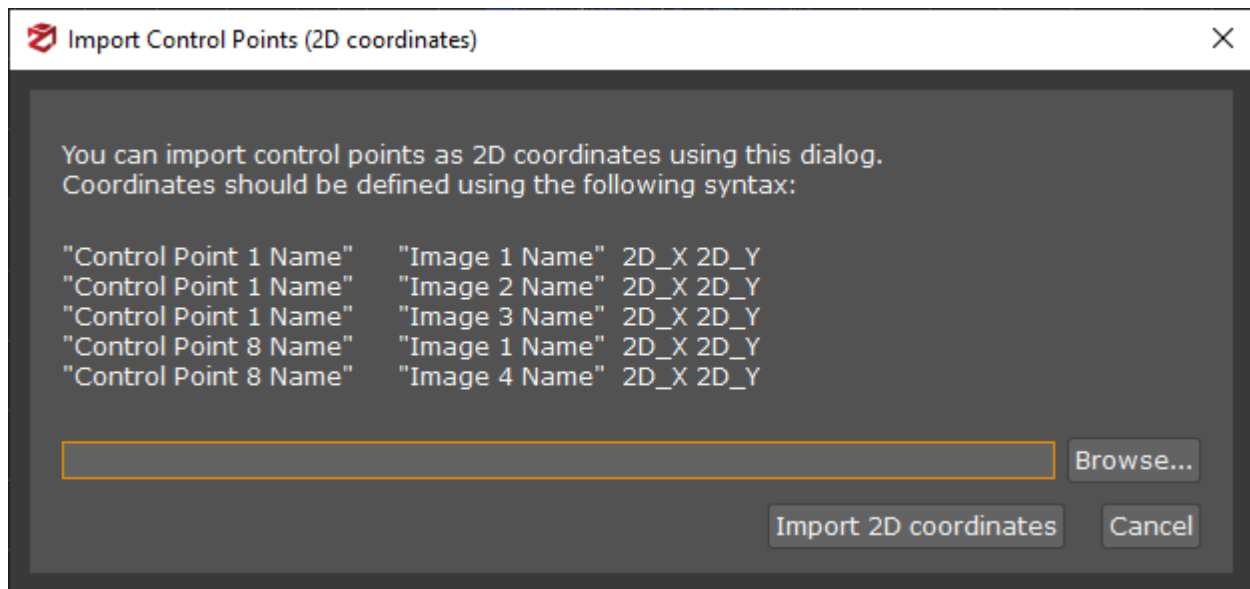 Import Control Points (2D coordinates)
You can import control points as 2D coordinates using this dialog.
Coordinates should be defined using the following syntax:
"Control Point 1 Name" "Image 1 Name" 2D_X 2D_Y
"Control Point 1 Name" "Image 2 Name" 2D_X 2D_Y
"Control Point 1 Name" "Image 3 Name" 2D_X 2D_Y
"Control Point 8 Name" "Image 1 Name" 2D_X 2D_Y
"Control Point 8 Name" "Image 4 Name" 2D_X 2D_Y
Browse...
Import 2D coordinates Cancel